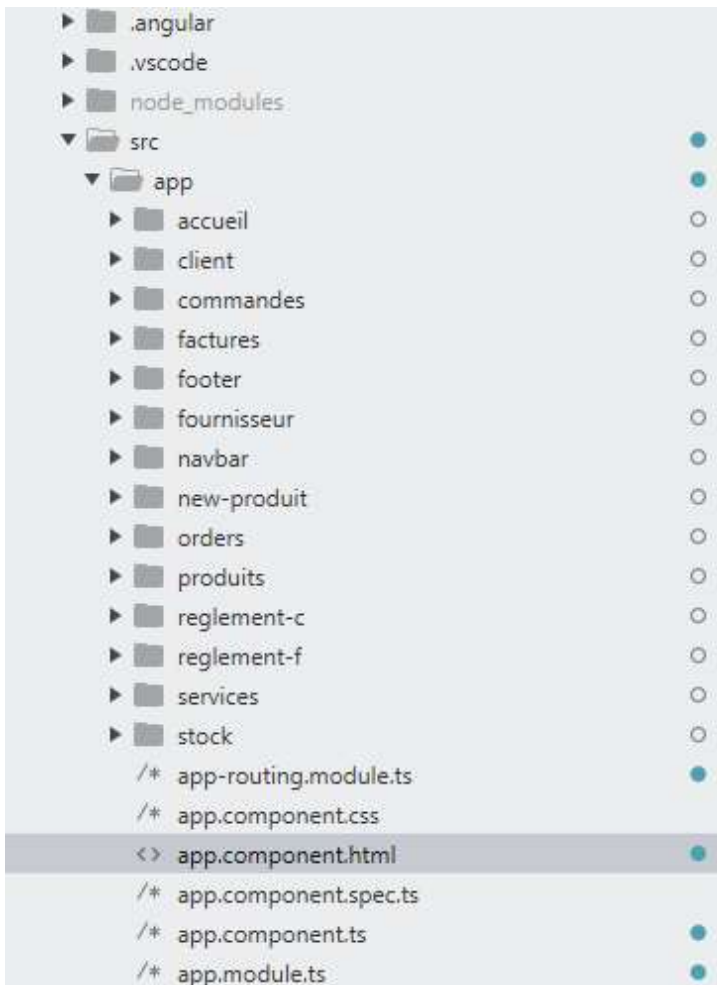 .angular
.vscode
node_modules
src
app
accueil
client
commandes
factures
footer
fournisseur
navbar
new-produit
orders
produits
reglement-c
reglement-f
services
stock
/* app-routing.module.ts
/* app.component.css
<> app.component.html
/* app.component.spec.ts
/* app.component.ts
/* app.module.ts